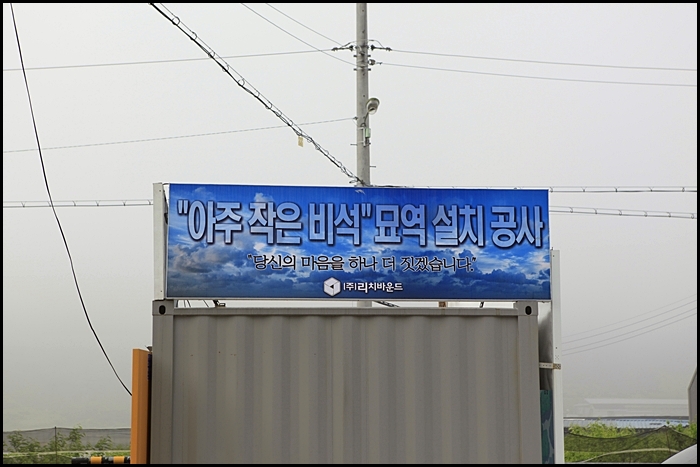 "아주 작은 비석" 묘역 설치 공사
"당신의 마음을 하나 더 짓겠습니다."
(주)리치바운드